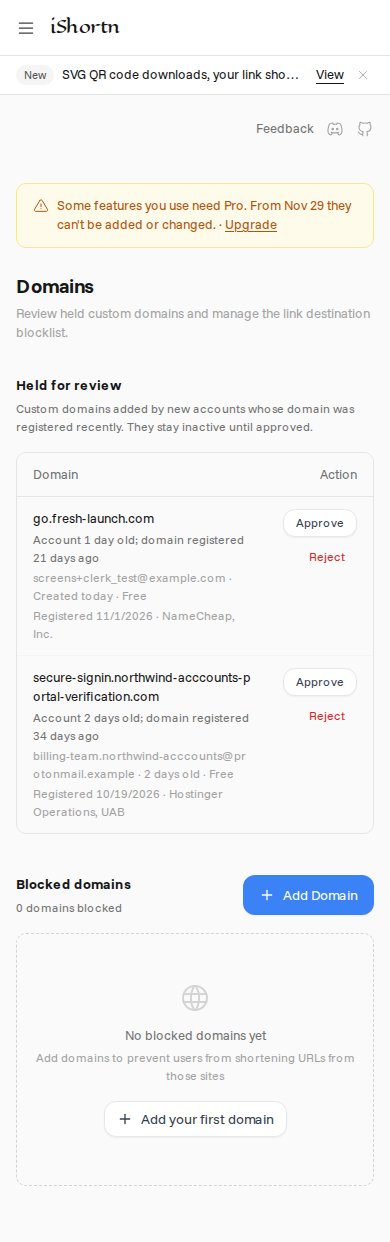 iShortn
New SVG QR code downloads, your link sho... View
Feedback
Some features you use need Pro. From Nov 29 they
can't be added or changed. · Upgrade
Domains
Review held custom domains and manage the link destination
blocklist.
Held for review
Custom domains added by new accounts whose domain was
registered recently. They stay inactive until approved.
Domain Action
go.fresh-launch.com
Approve
Account 1 day old; domain registered
21 days ago
Reject
screens+clerk_test@example.com ·
Created today · Free
Registered 11/1/2026 · NameCheap,
Inc.
secure-signin.northwind-acccounts-p
ortal-verification.com
Approve
Account 2 days old; domain registered
34 days ago
Reject
billing-team.northwind-acccounts@pr
otonmail.example · 2 days old · Free
Registered 10/19/2026 · Hostinger
Operations, UAB
Blocked domains
0 domains blocked
Add Domain
No blocked domains yet
Add domains to prevent users from shortening URLs from
those sites
Add your first domain